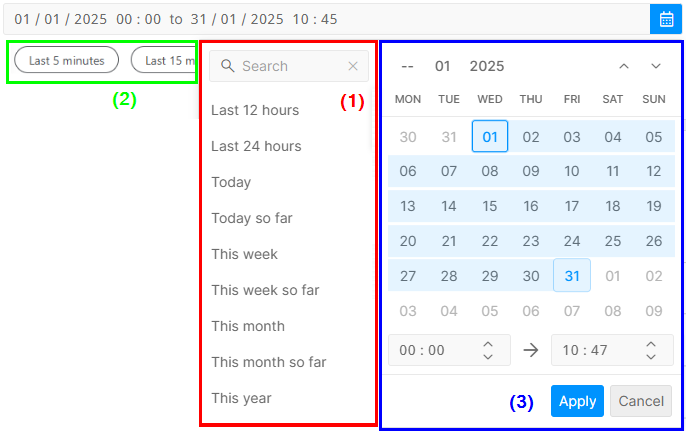 01 / 01 / 2025 00 : 00 to 31 / 01 / 2025 10 : 45
Last 5 minutes
Last 15 m
(2)
Search
(1)
Last 12 hours
Last 24 hours
Today
Today so far
This week
This week so far
This month
This month so far
This year
-- 01 2025
MON TUE WED THU FRI SAT SUN
30 31 01 02 03 04 05
06 07 08 09 10 11 12
13 14 15 16 17 18 19
20 21 22 23 24 25 26
27 28 29 30 31 01 02
03 04 05 06 07 08 09
00 : 00 → 10 : 47
(3) Apply Cancel